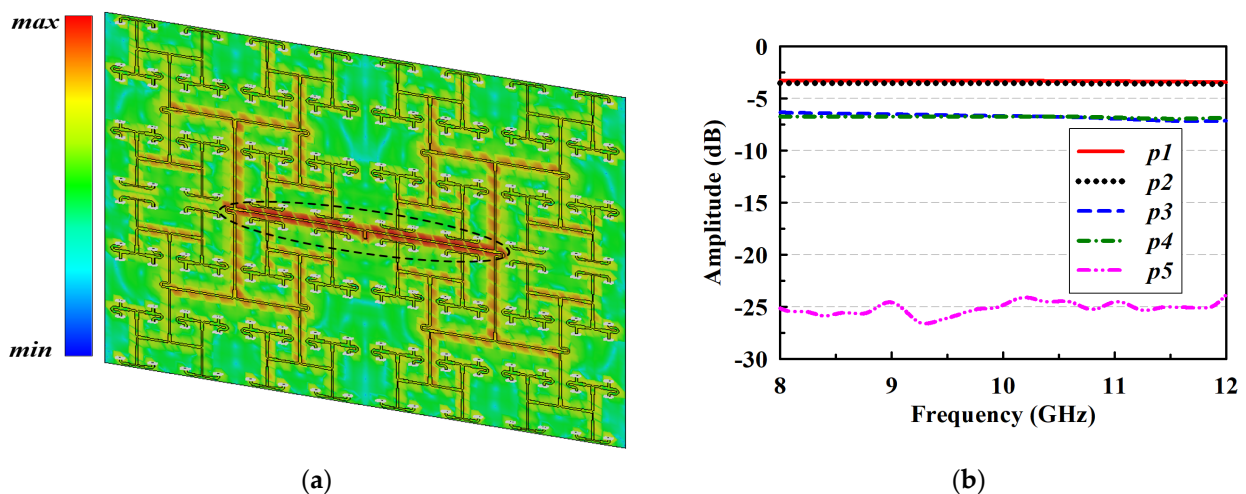 max
min
(a)
0
-5
-10
-15
-20
-25
-30
Amplitude (dB)
p1
p2
p3
p4
p5
8 9 10 11 12
Frequency (GHz)
(b)